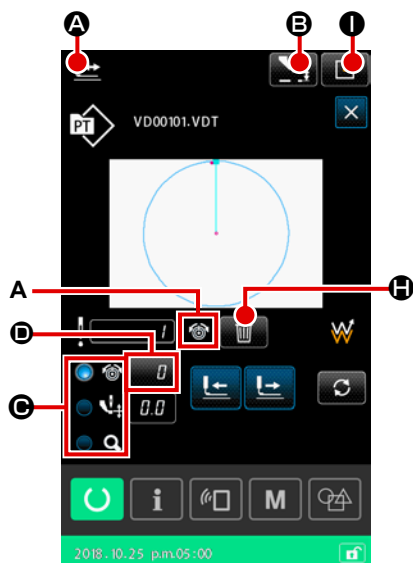 A B I
PT VD00101.VDT
A H
1
D
0
C 0.0
i M
2018.10.25 p.m.05:00